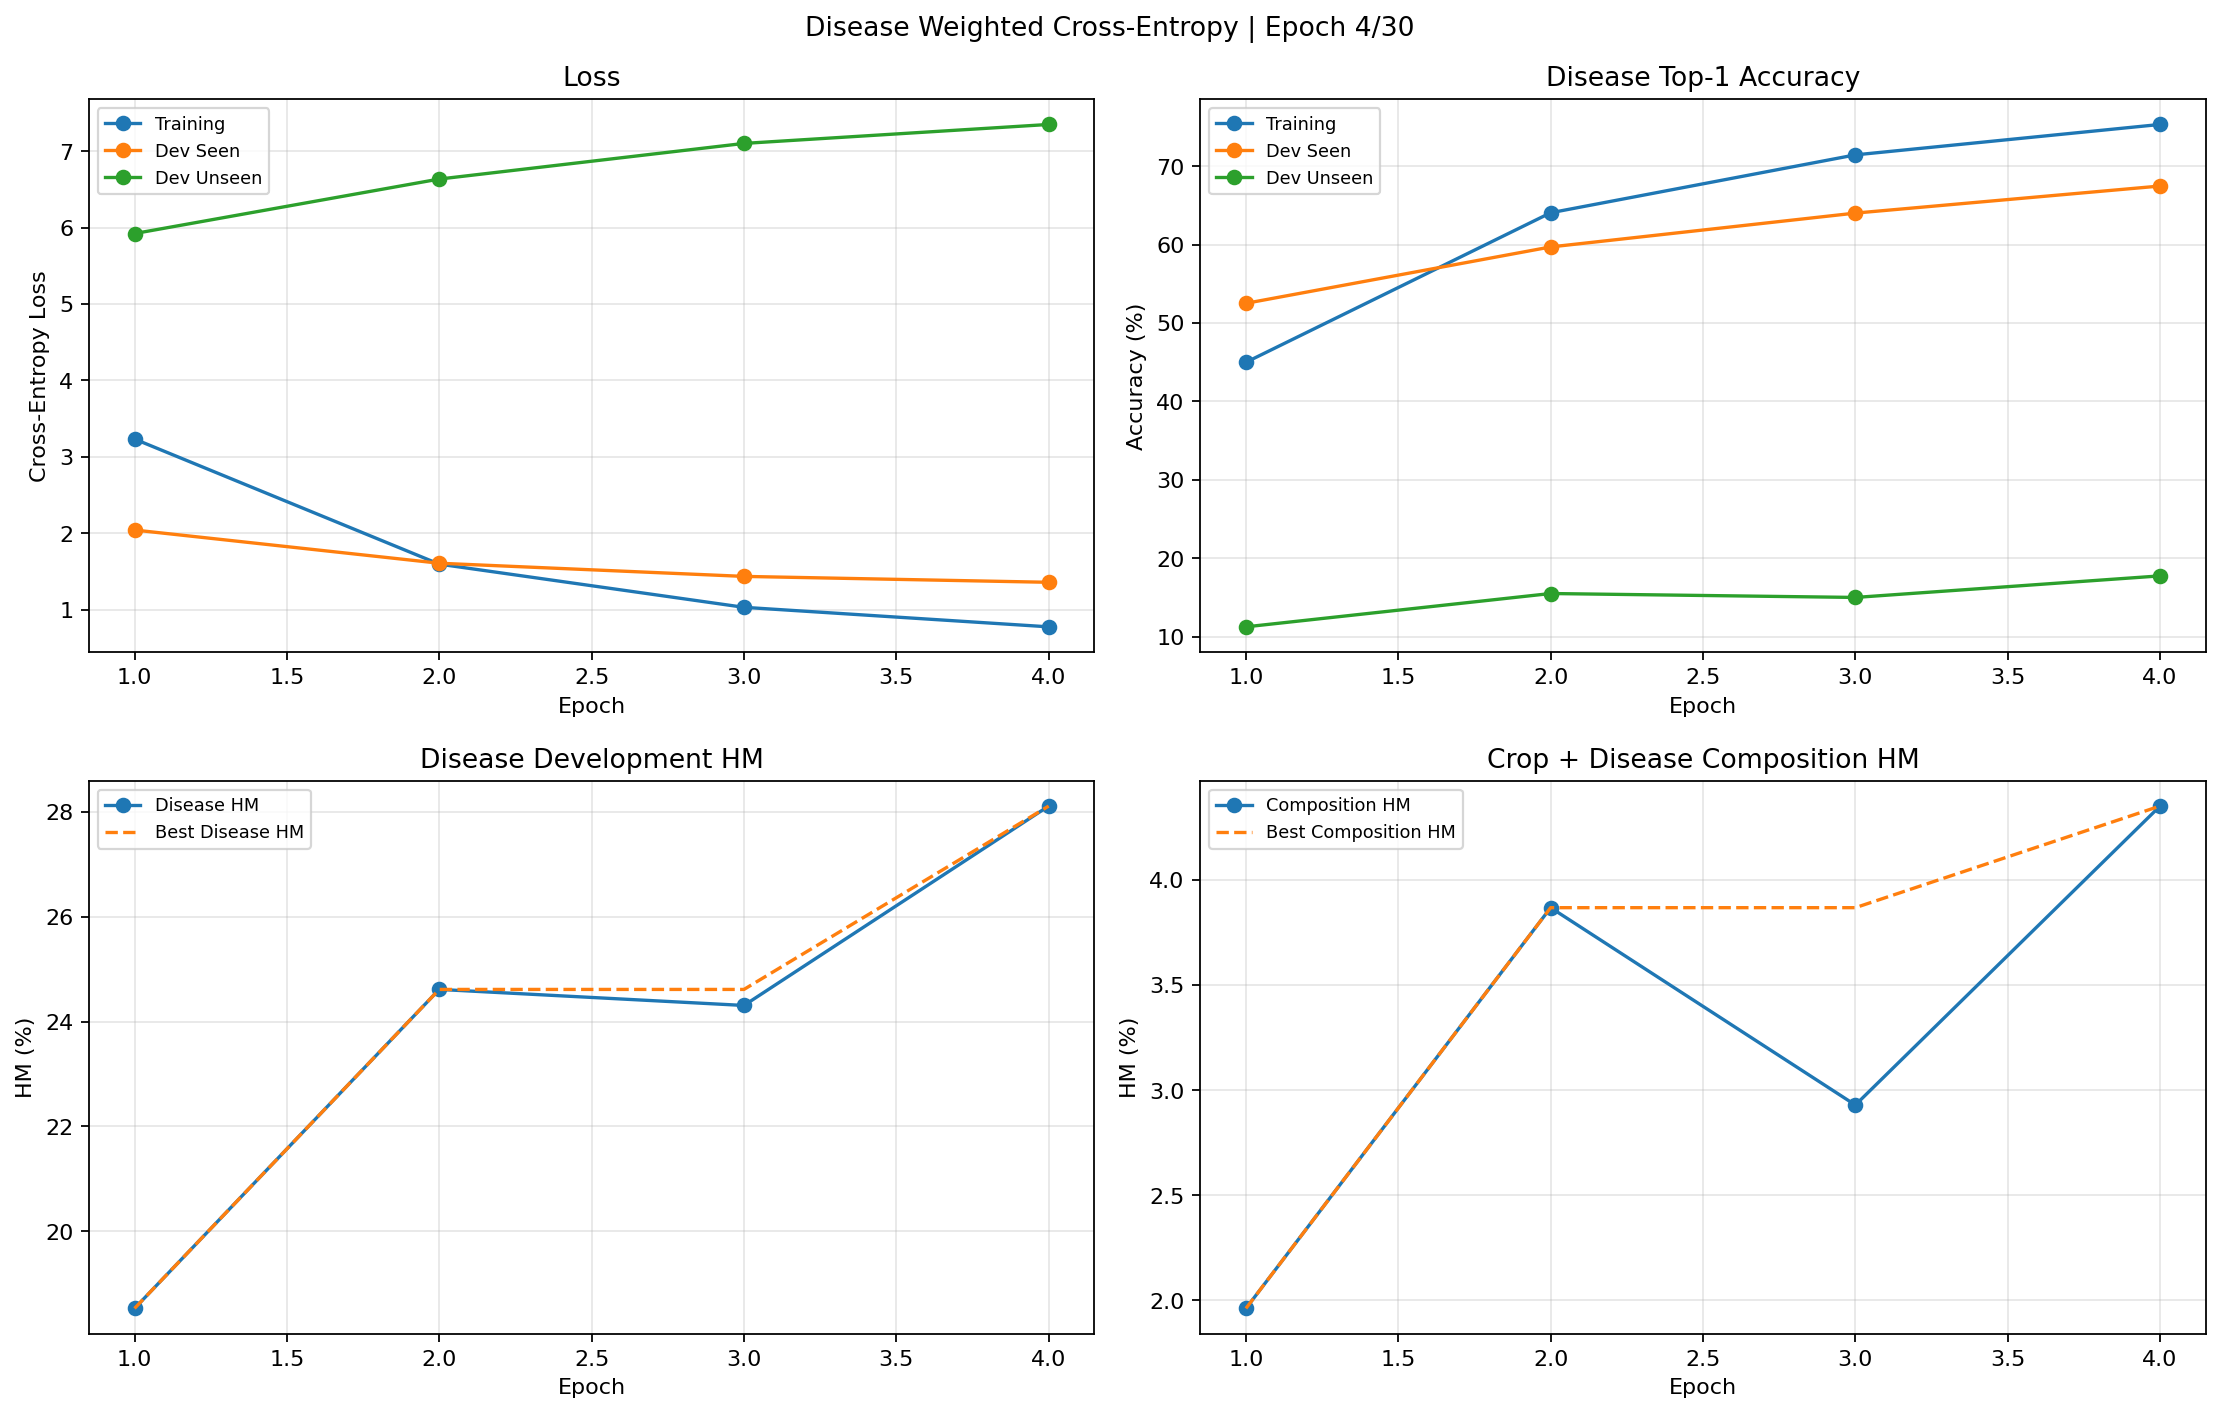 Disease Weighted Cross-Entropy | Epoch 4/30
Loss
Training
Dev Seen
Dev Unseen
Cross-Entropy Loss
7
6
5
4
3
2
1
1.0 1.5 2.0 2.5 3.0 3.5 4.0
Epoch
Disease Top-1 Accuracy
Training
Dev Seen
Dev Unseen
Accuracy (%)
70
60
50
40
30
20
10
1.0 1.5 2.0 2.5 3.0 3.5 4.0
Epoch
Disease Development HM
Disease HM
Best Disease HM
HM (%)
28
26
24
22
20
1.0 1.5 2.0 2.5 3.0 3.5 4.0
Epoch
Crop + Disease Composition HM
Composition HM
Best Composition HM
HM (%)
4.0
3.5
3.0
2.5
2.0
1.0 1.5 2.0 2.5 3.0 3.5 4.0
Epoch